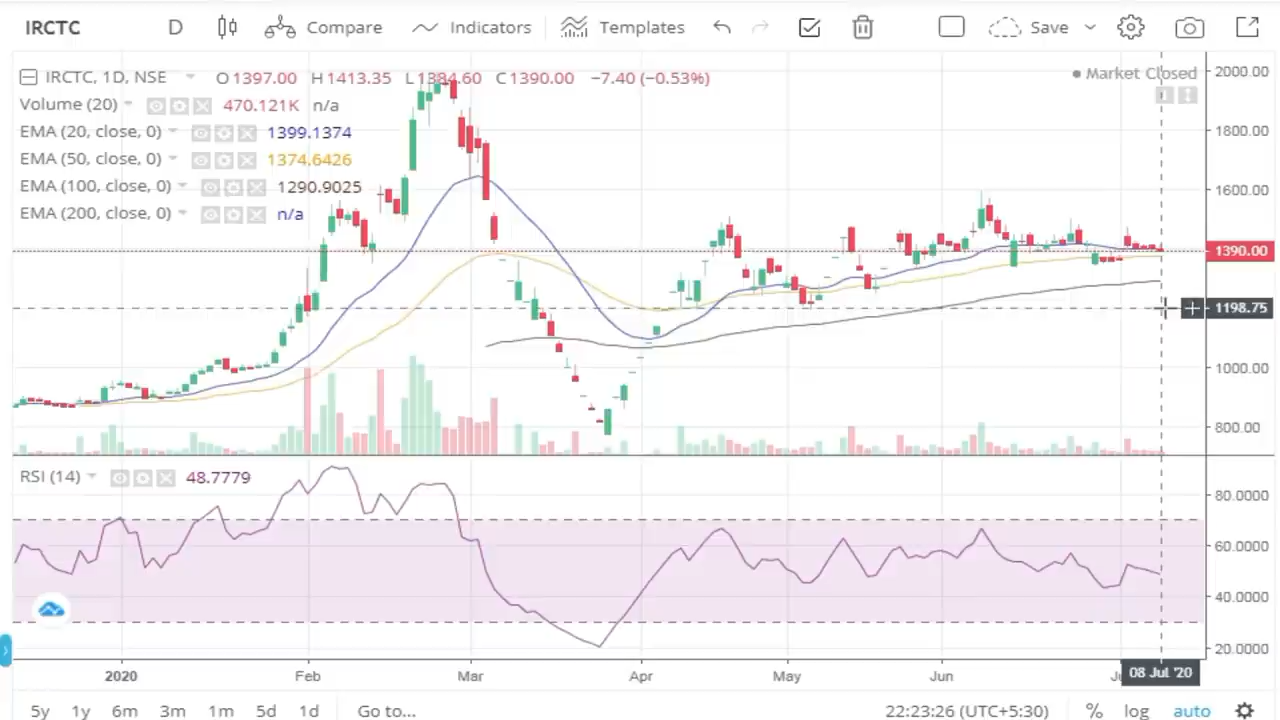 IRCTC D Compare Indicators Templates Save
IRCTC, 1D, NSE O1397.00 H1413.35 L1384.60 C1390.00 −7.40 (−0.53%)
Market Closed
Volume (20) 470.121K n/a
EMA (20, close, 0) 1399.1374
EMA (50, close, 0) 1374.6426
EMA (100, close, 0) 1290.9025
EMA (200, close, 0) n/a
2000.00
1800.00
1600.00
1390.00
1198.75
1000.00
800.00
RSI (14) 48.7779
80.0000
60.0000
40.0000
20.0000
2020 Feb Mar Apr May Jun 08 Jul '20
5y 1y 6m 3m 1m 5d 1d Go to... 22:23:26 (UTC+5:30) % log auto